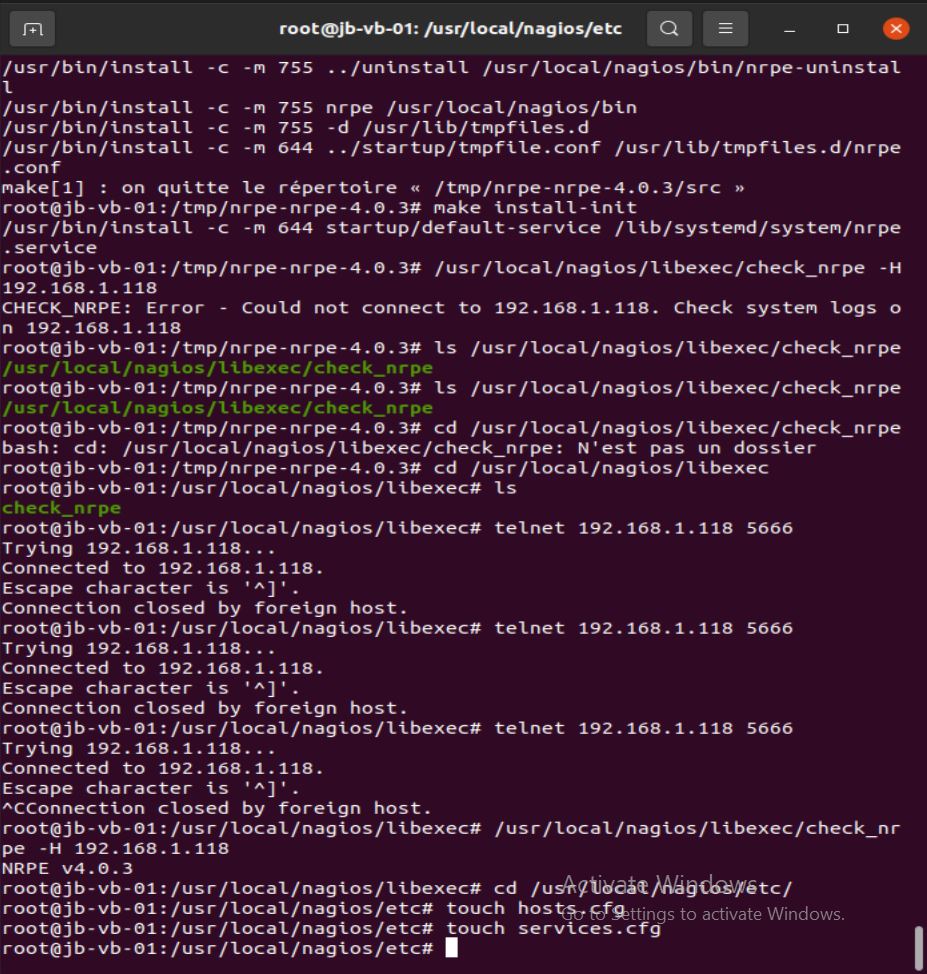 root@jb-vb-01: /usr/local/nagios/etc
/usr/bin/install -c -m 755 ../uninstall /usr/local/nagios/bin/nrpe-uninstal
l
/usr/bin/install -c -m 755 nrpe /usr/local/nagios/bin
/usr/bin/install -c -m 755 -d /usr/lib/tmpfiles.d
/usr/bin/install -c -m 644 ../startup/tmpfile.conf /usr/lib/tmpfiles.d/nrpe
.conf
make[1] : on quitte le répertoire « /tmp/nrpe-nrpe-4.0.3/src »
root@jb-vb-01:/tmp/nrpe-nrpe-4.0.3# make install-init
/usr/bin/install -c -m 644 startup/default-service /lib/systemd/system/nrpe
.service
root@jb-vb-01:/tmp/nrpe-nrpe-4.0.3# /usr/local/nagios/libexec/check_nrpe -H
192.168.1.118
CHECK_NRPE: Error - Could not connect to 192.168.1.118. Check system logs o
n 192.168.1.118
root@jb-vb-01:/tmp/nrpe-nrpe-4.0.3# ls /usr/local/nagios/libexec/check_nrpe
/usr/local/nagios/libexec/check_nrpe
root@jb-vb-01:/tmp/nrpe-nrpe-4.0.3# ls /usr/local/nagios/libexec/check_nrpe
/usr/local/nagios/libexec/check_nrpe
root@jb-vb-01:/tmp/nrpe-nrpe-4.0.3# cd /usr/local/nagios/libexec/check_nrpe
bash: cd: /usr/local/nagios/libexec/check_nrpe: N'est pas un dossier
root@jb-vb-01:/tmp/nrpe-nrpe-4.0.3# cd /usr/local/nagios/libexec
root@jb-vb-01:/usr/local/nagios/libexec# ls
check_nrpe
root@jb-vb-01:/usr/local/nagios/libexec# telnet 192.168.1.118 5666
Trying 192.168.1.118...
Connected to 192.168.1.118.
Escape character is '^]'.
Connection closed by foreign host.
root@jb-vb-01:/usr/local/nagios/libexec# telnet 192.168.1.118 5666
Trying 192.168.1.118...
Connected to 192.168.1.118.
Escape character is '^]'.
Connection closed by foreign host.
root@jb-vb-01:/usr/local/nagios/libexec# telnet 192.168.1.118 5666
Trying 192.168.1.118...
Connected to 192.168.1.118.
Escape character is '^]'.
^CConnection closed by foreign host.
root@jb-vb-01:/usr/local/nagios/libexec# /usr/local/nagios/libexec/check_nr
pe -H 192.168.1.118
NRPE v4.0.3
root@jb-vb-01:/usr/local/nagios/libexec# cd /usr/local/nagios/etc/
root@jb-vb-01:/usr/local/nagios/etc# touch hosts.cfg
root@jb-vb-01:/usr/local/nagios/etc# touch services.cfg
root@jb-vb-01:/usr/local/nagios/etc#
Activate Windows
Go to Settings to activate Windows.